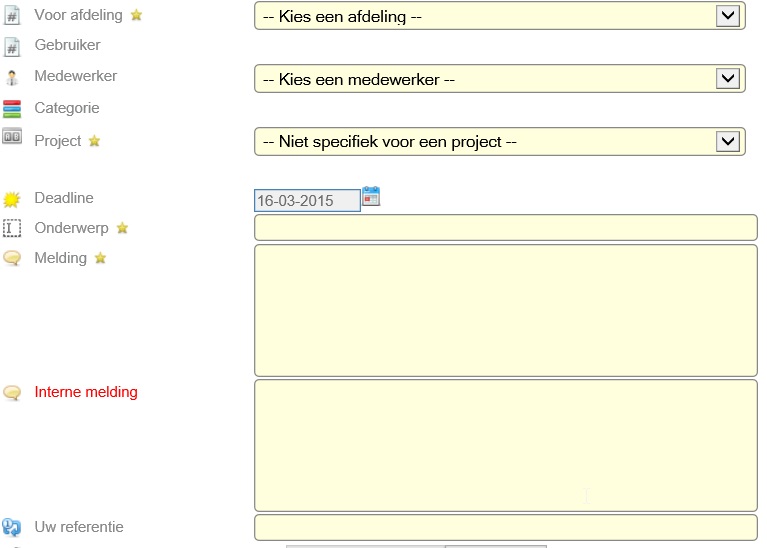 Voor afdeling -- Kies een afdeling --
Gebruiker
Medewerker -- Kies een medewerker --
Categorie
Project -- Niet specifiek voor een project --
Deadline 16-03-2015
Onderwerp
Melding
Interne melding
Uw referentie